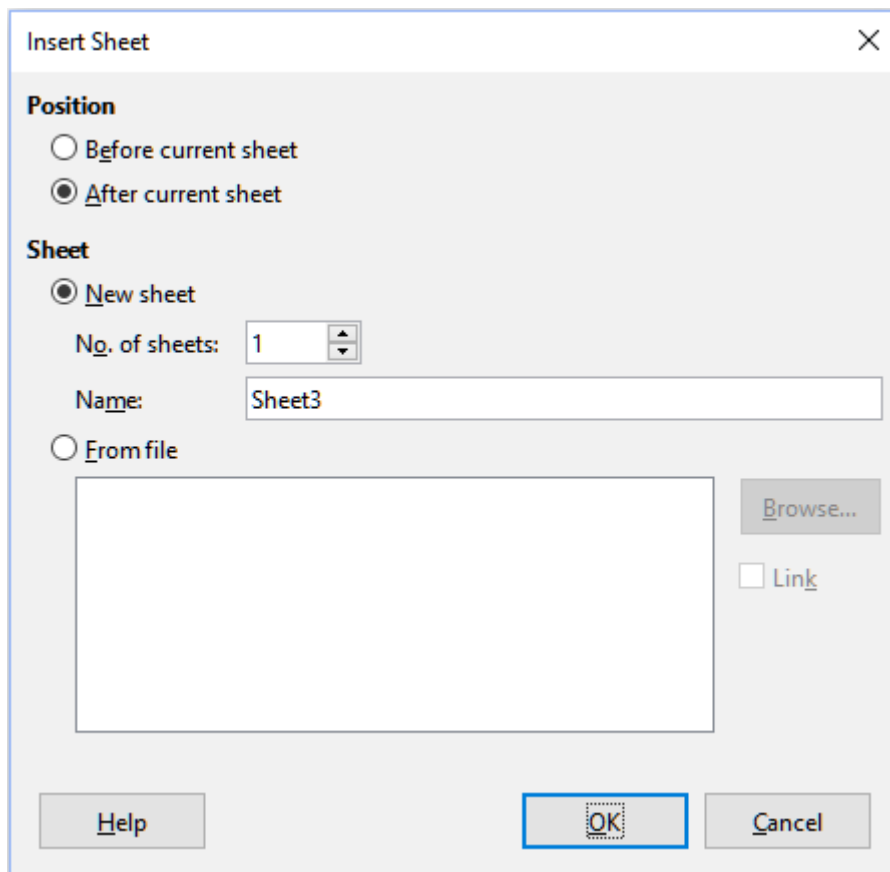 Insert Sheet
Position
Before current sheet
After current sheet
Sheet
New sheet
No. of sheets: 1
Name: Sheet3
From file
Browse...
Link
Help OK Cancel